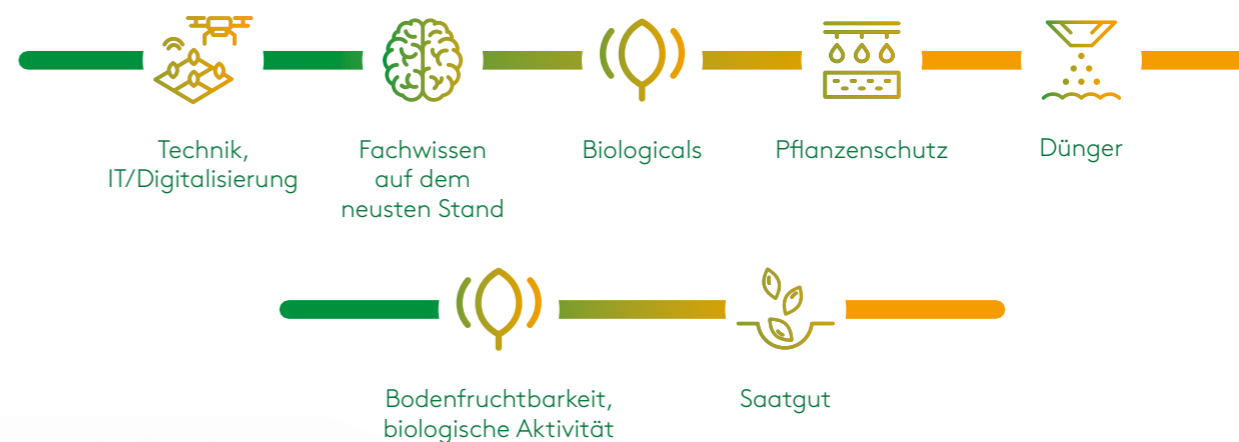 Technik,
IT/Digitalisierung
Fachwissen
auf dem
neusten Stand
Biologicals
Pflanzenschutz
Dünger
Bodenfruchtbarkeit,
biologische Aktivität
Saatgut